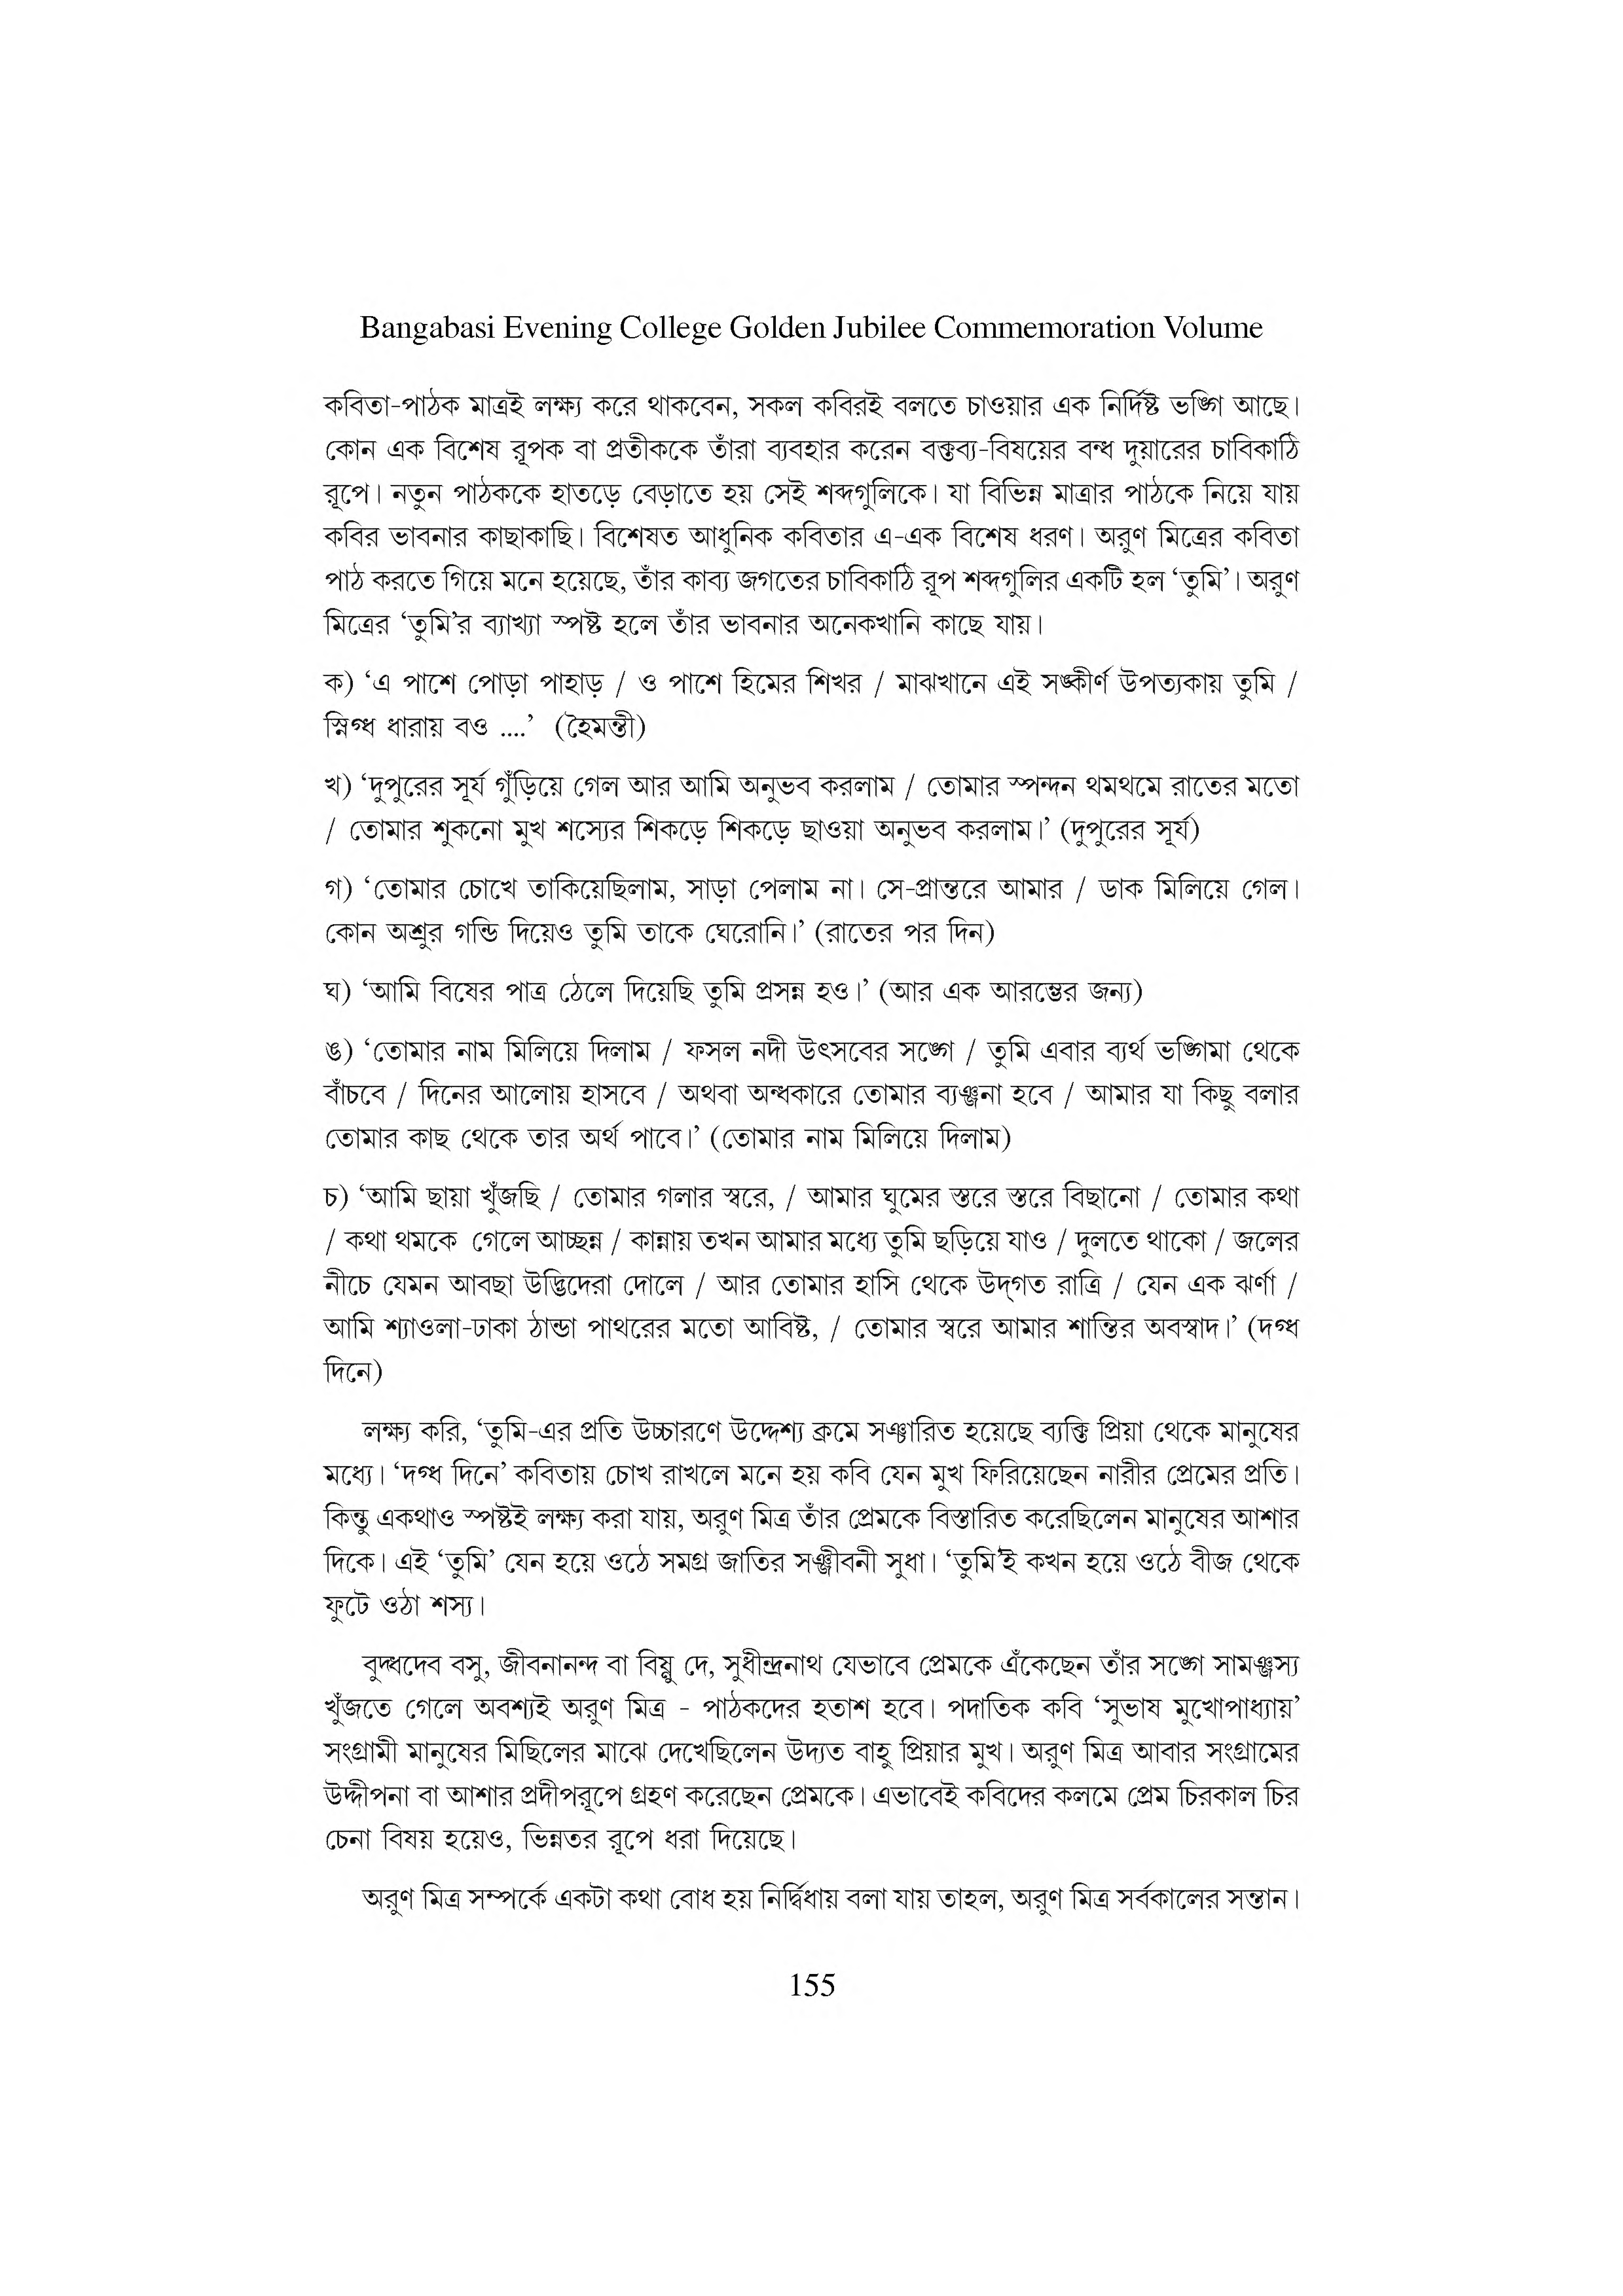 Bangabasi Evening College Golden Jubilee Commemoration Volume
কবিতা-পাঠক মাত্রই লক্ষ্য করে থাকবেন, সকল কবিরই বলতে চাওয়ার এক নির্দিষ্ট ভঙ্গি আছে।
কোন এক বিশেষ রূপক বা প্রতীককে তাঁরা ব্যবহার করেন বক্তব্য-বিষয়ের বন্ধ দুয়ারের চাবিকাঠি
রূপে। নতুন পাঠককে হাতড়ে বেড়াতে হয় সেই শব্দগুলিকে। যা বিভিন্ন মাত্রার পাঠকে নিয়ে যায়
কবির ভাবনার কাছাকাছি। বিশেষত আধুনিক কবিতার এ-এক বিশেষ ধরণ। অরুণ মিত্রের কবিতা
পাঠ করতে গিয়ে মনে হয়েছে, তাঁর কাব্য জগতের চাবিকাঠি রূপ শব্দগুলির একটি হল ‘তুমি’। অরুণ
মিত্রের ‘তুমি’র ব্যাখ্যা স্পষ্ট হলে তাঁর ভাবনার অনেকখানি কাছে যায়।
ক) ‘এ পাশে পোড়া পাহাড় / ও পাশে হিমের শিখর / মাঝখানে এই সঙ্কীর্ণ উপত্যকায় তুমি /
স্নিগ্ধ ধারায় বও ....’ (হৈমন্তী)
খ) ‘দুপুরের সূর্য গুঁড়িয়ে গেল আর আমি অনুভব করলাম / তোমার স্পন্দন থমথমে রাতের মতো
/ তোমার শুকনো মুখ শস্যের শিকড়ে শিকড়ে ছাওয়া অনুভব করলাম।’ (দুপুরের সূর্য)
গ) ‘তোমার চোখে তাকিয়েছিলাম, সাড়া পেলাম না। সে-প্রান্তরে আমার / ডাক মিলিয়ে গেল।
কোন অশ্রুর গন্ডি দিয়েও তুমি তাকে ঘেরোনি।’ (রাতের পর দিন)
ঘ) ‘আমি বিষের পাত্র ঠেলে দিয়েছি তুমি প্রসন্ন হও।’ (আর এক আরম্ভের জন্য)
ঙ) ‘তোমার নাম মিলিয়ে দিলাম / ফসল নদী উৎসবের সঙ্গে / তুমি এবার ব্যর্থ ভঙ্গিমা থেকে
বাঁচবে / দিনের আলোয় হাসবে / অথবা অন্ধকারে তোমার ব্যঞ্জনা হবে / আমার যা কিছু বলার
তোমার কাছ থেকে তার অর্থ পাবে।’ (তোমার নাম মিলিয়ে দিলাম)
চ) ‘আমি ছায়া খুঁজছি / তোমার গলার স্বরে, / আমার ঘুমের স্তরে স্তরে বিছানো / তোমার কথা
/ কথা থমকে গেলে আচ্ছন্ন / কান্নায় তখন আমার মধ্যে তুমি ছড়িয়ে যাও / দুলতে থাকো / জলের
নীচে যেমন আবছা উদ্ভিদেরা দোলে / আর তোমার হাসি থেকে উদ্‌গত রাত্রি / যেন এক ঝর্ণা /
আমি শ্যাওলা-ঢাকা ঠান্ডা পাথরের মতো আবিষ্ট, / তোমার স্বরে আমার শান্তির অবস্বাদ।’ (দগ্ধ
দিনে)
লক্ষ্য করি, ‘তুমি-এর প্রতি উচ্চারণে উদ্দেশ্য ক্রমে সঞ্চারিত হয়েছে ব্যক্তি প্রিয়া থেকে মানুষের
মধ্যে। ‘দগ্ধ দিনে’ কবিতায় চোখ রাখলে মনে হয় কবি যেন মুখ ফিরিয়েছেন নারীর প্রেমের প্রতি।
কিন্তু একথাও স্পষ্টই লক্ষ্য করা যায়, অরুণ মিত্র তাঁর প্রেমকে বিস্তারিত করেছিলেন মানুষের আশার
দিকে। এই ‘তুমি’ যেন হয়ে ওঠে সমগ্র জাতির সঞ্জীবনী সুধা। ‘তুমি’ই কখন হয়ে ওঠে বীজ থেকে
ফুটে ওঠা শস্য।
বুদ্ধদেব বসু, জীবনানন্দ বা বিষ্ণু দে, সুধীন্দ্রনাথ যেভাবে প্রেমকে এঁকেছেন তাঁর সঙ্গে সামঞ্জস্য
খুঁজতে গেলে অবশ্যই অরুণ মিত্র - পাঠকদের হতাশ হবে। পদাতিক কবি ‘সুভাষ মুখোপাধ্যায়’
সংগ্রামী মানুষের মিছিলের মাঝে দেখেছিলেন উদ্যত বাহু প্রিয়ার মুখ। অরুণ মিত্র আবার সংগ্রামের
উদ্দীপনা বা আশার প্রদীপরূপে গ্রহণ করেছেন প্রেমকে। এভাবেই কবিদের কলমে প্রেম চিরকাল চির
চেনা বিষয় হয়েও, ভিন্নতর রূপে ধরা দিয়েছে।
অরুণ মিত্র সম্পর্কে একটা কথা বোধ হয় নির্দ্বিধায় বলা যায় তাহল, অরুণ মিত্র সর্বকালের সন্তান।
155